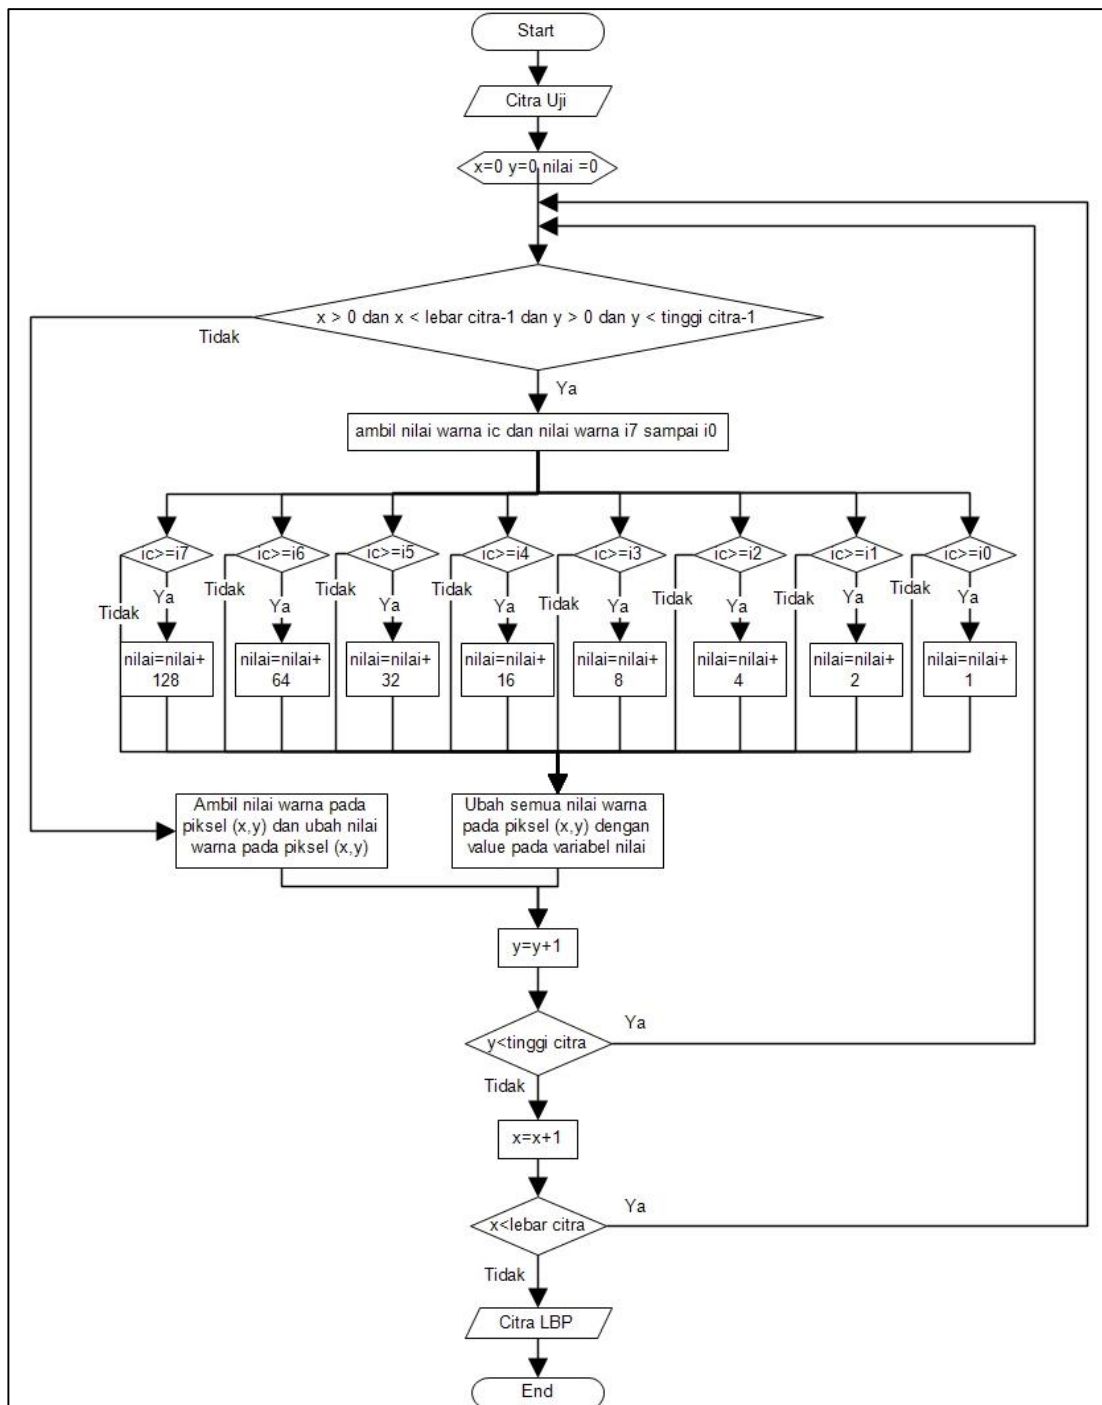 Start
Citra Uji
x=0 y=0 nilai =0
x > 0 dan x < lebar citra-1 dan y > 0 dan y < tinggi citra-1
Tidak
Ya
ambil nilai warna ic dan nilai warna i7 sampai i0
ic>=i7
ic>=i6
ic>=i5
ic>=i4
ic>=i3
ic>=i2
ic>=i1
ic>=i0
Tidak
Tidak
Tidak
Tidak
Tidak
Tidak
Tidak
Tidak
Ya
Ya
Ya
Ya
Ya
Ya
Ya
Ya
nilai=nilai+
128
nilai=nilai+
64
nilai=nilai+
32
nilai=nilai+
16
nilai=nilai+
8
nilai=nilai+
4
nilai=nilai+
2
nilai=nilai+
1
Ambil nilai warna pada
piksel (x,y) dan ubah nilai
warna pada piksel (x,y)
Ubah semua nilai warna
pada piksel (x,y) dengan
value pada variabel nilai
y=y+1
y<tinggi citra
Ya
Tidak
x=x+1
x<lebar citra
Ya
Tidak
Citra LBP
End